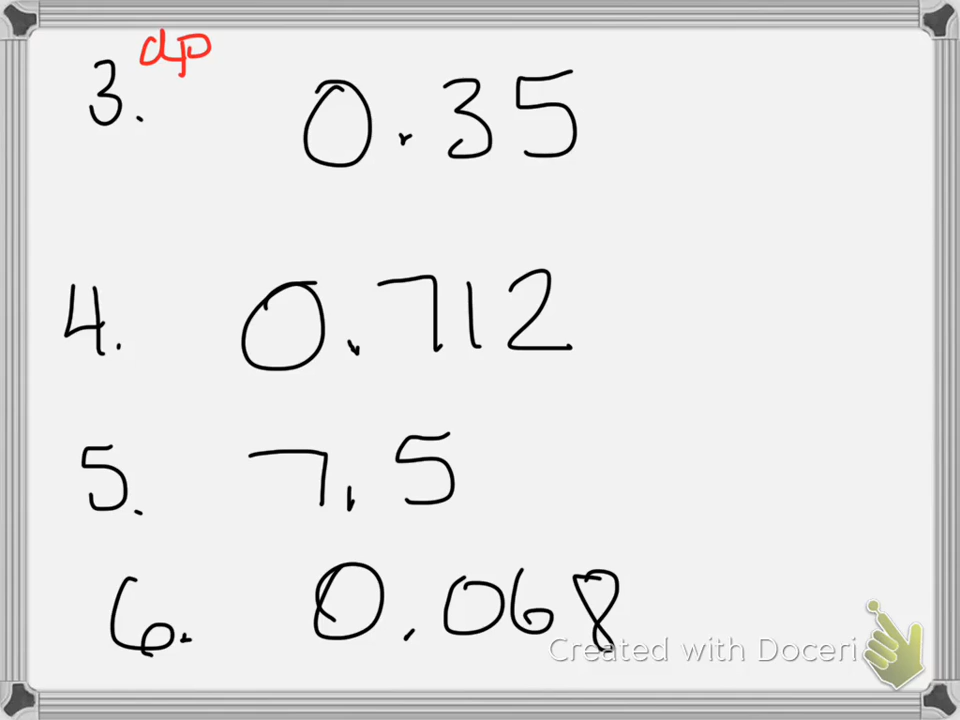 dp
3. 0.35
4. 0.712
5. 7.5
6. 0.068
Created with Doceri